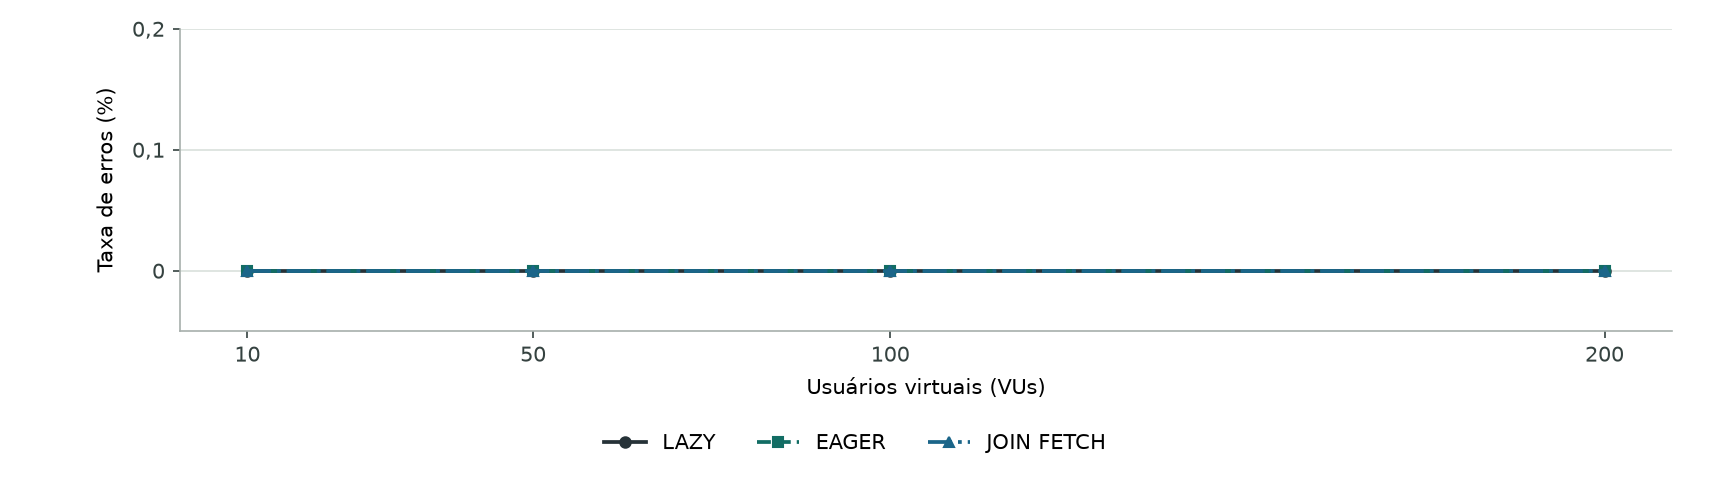 0,2
0,1
0
Taxa de erros (%)
10 50 100 200
Usuários virtuais (VUs)
LAZY EAGER JOIN FETCH